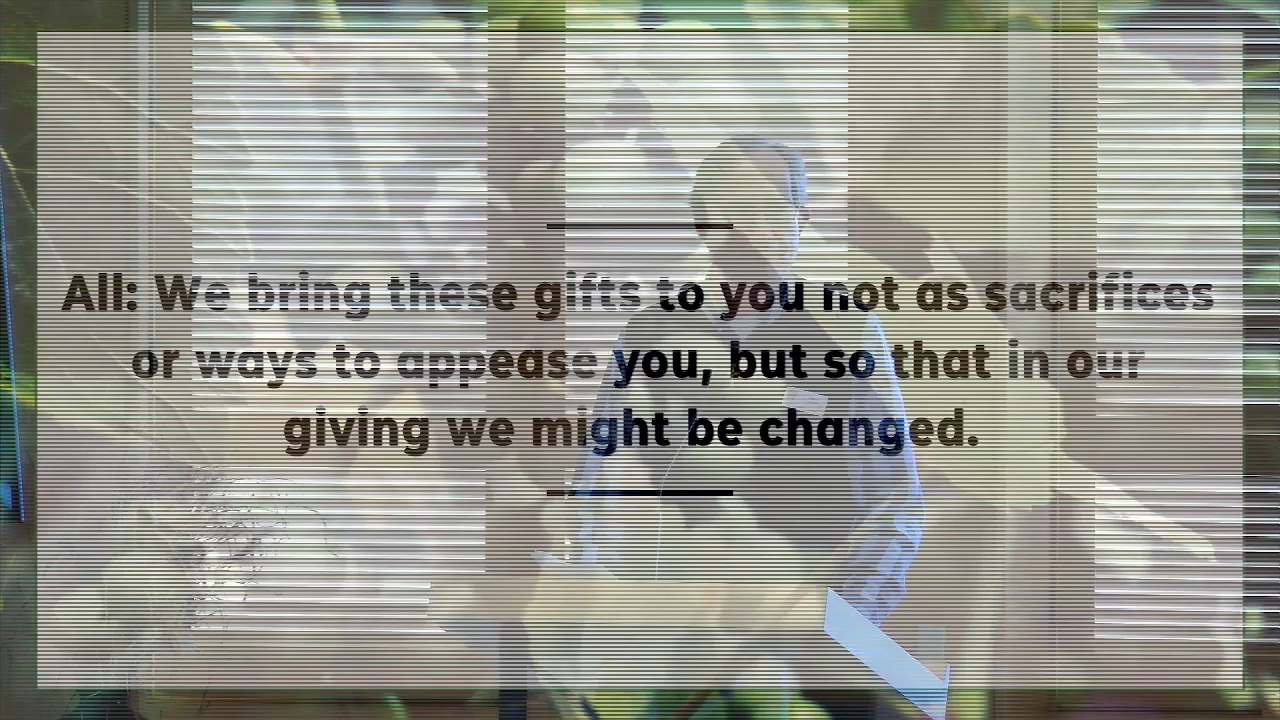 All: We bring these gifts to you not as sacrifices
or ways to appease you, but so that in our
giving we might be changed.